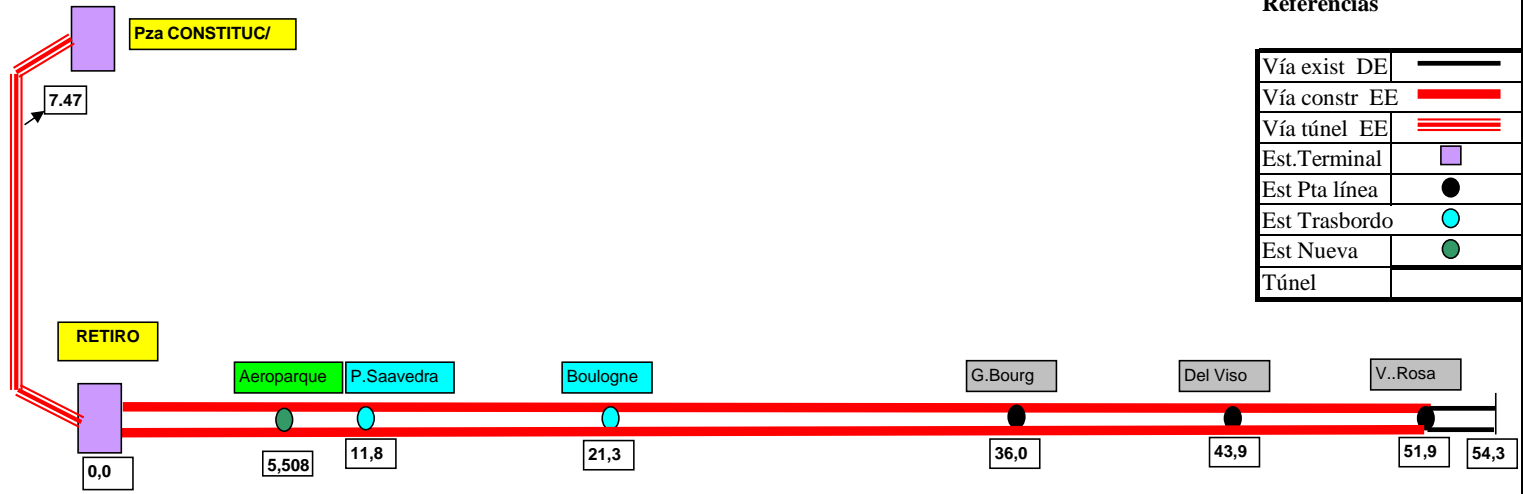 Referencias
Pza CONSTITUC/
7.47
Vía exist DE
Vía constr EE
Vía túnel EE
Est.Terminal
Est Pta línea
Est Trasbordo
Est Nueva
Túnel
RETIRO
Aeroparque
P.Saavedra
Boulogne
G.Bourg
Del Viso
V..Rosa
0,0
5,508
11,8
21,3
36,0
43,9
51,9
54,3